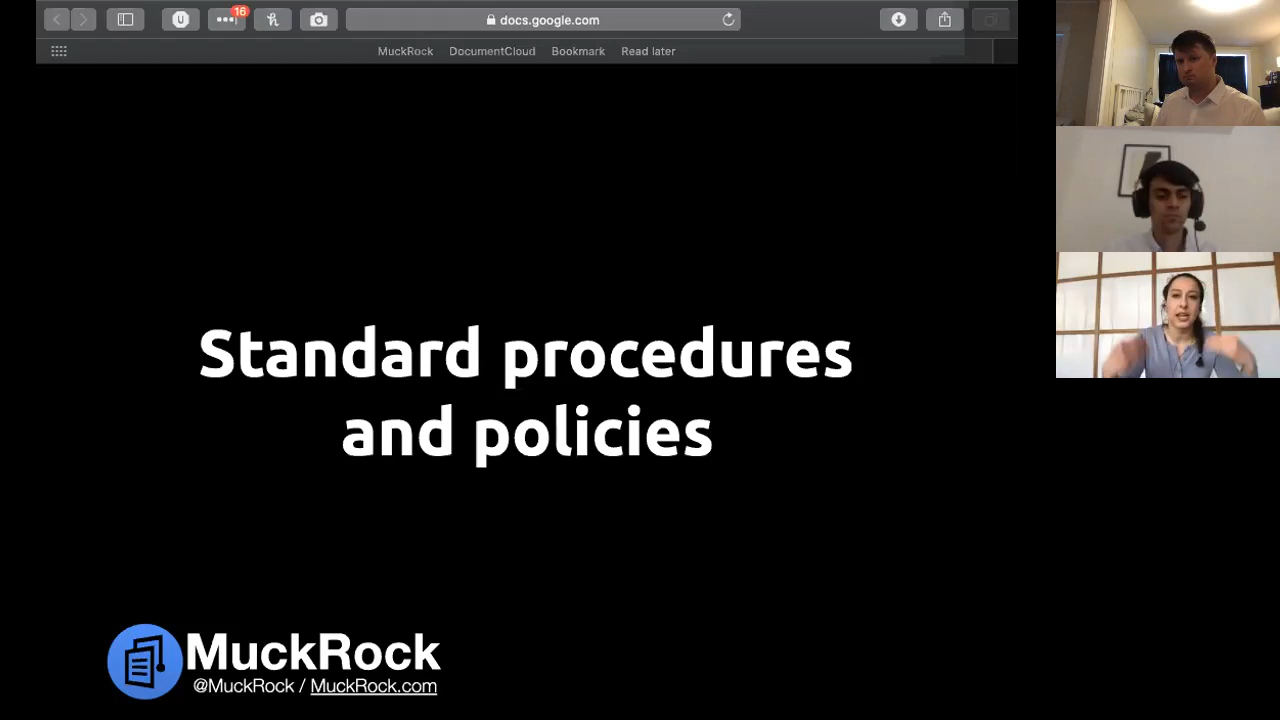 16
docs.google.com
MuckRock DocumentCloud Bookmark Read later
Standard procedures
and policies
MuckRock
@MuckRock / MuckRock.com